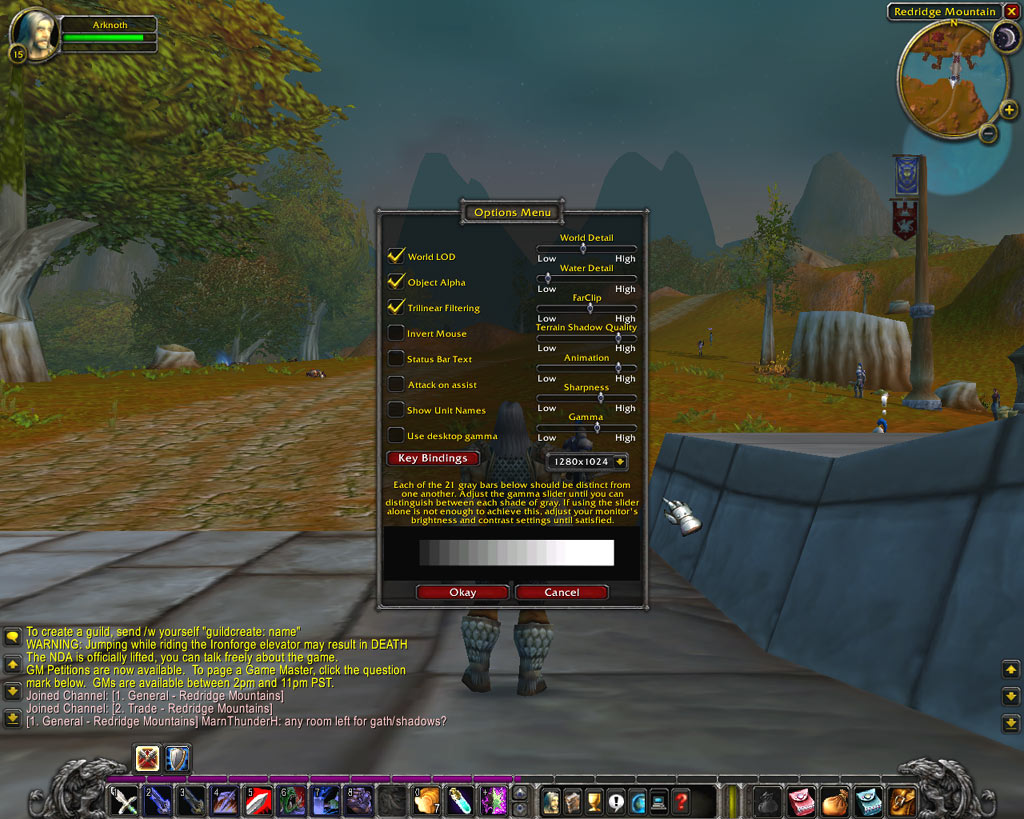 Arknoth
15
Redridge Mountain
N
Options Menu
World LOD
Object Alpha
Trilinear Filtering
Invert Mouse
Status Bar Text
Attack on assist
Show Unit Names
Use desktop gamma
Key Bindings
World Detail
Low High
Water Detail
Low High
FarClip
Low High
Terrain Shadow Quality
Low High
Animation
Low High
Sharpness
Low High
Gamma
Low High
1280x1024
Each of the 21 gray bars below should be distinct from
one another. Adjust the gamma slider until you can
distinguish between each shade of gray. If using the slider
alone is not enough to achieve this, adjust your monitor's
brightness and contrast settings until satisfied.
Okay Cancel
To create a guild, send /w yourself "guildcreate: name"
WARNING: Jumping while riding the Ironforge elevator may result in DEATH
The NDA is officially lifted, you can talk freely about the game.
GM Petitions are now available. To page a Game Master, click the question
mark below. GMs are available between 2pm and 11pm PST.
Joined Channel: [1. General - Redridge Mountains]
Joined Channel: [2. Trade - Redridge Mountains]
[1. General - Redridge Mountains] MarnThunderH: any room left for gath/shadows?
1 2 3 4 5 6 7 8 0 - +